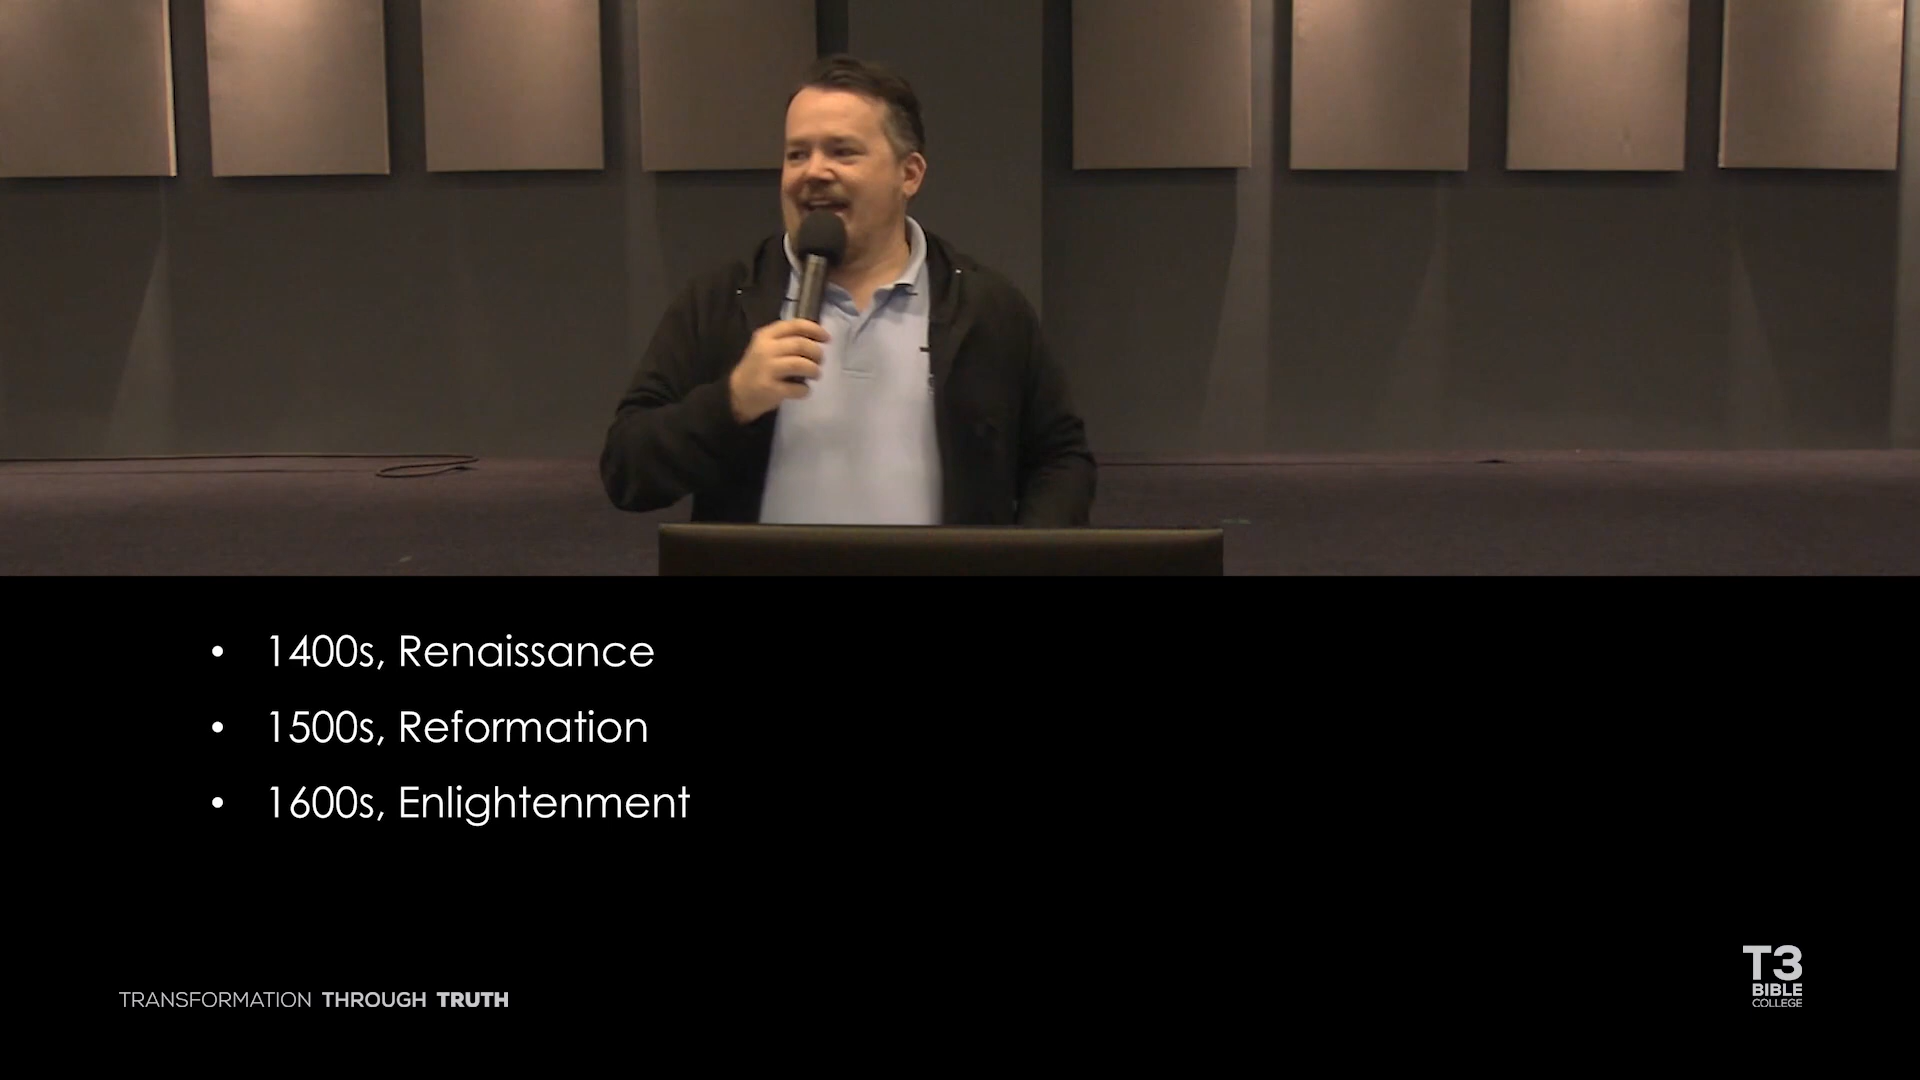 • 1400s, Renaissance
• 1500s, Reformation
• 1600s, Enlightenment
TRANSFORMATION THROUGH TRUTH
T3
BIBLE
COLLEGE